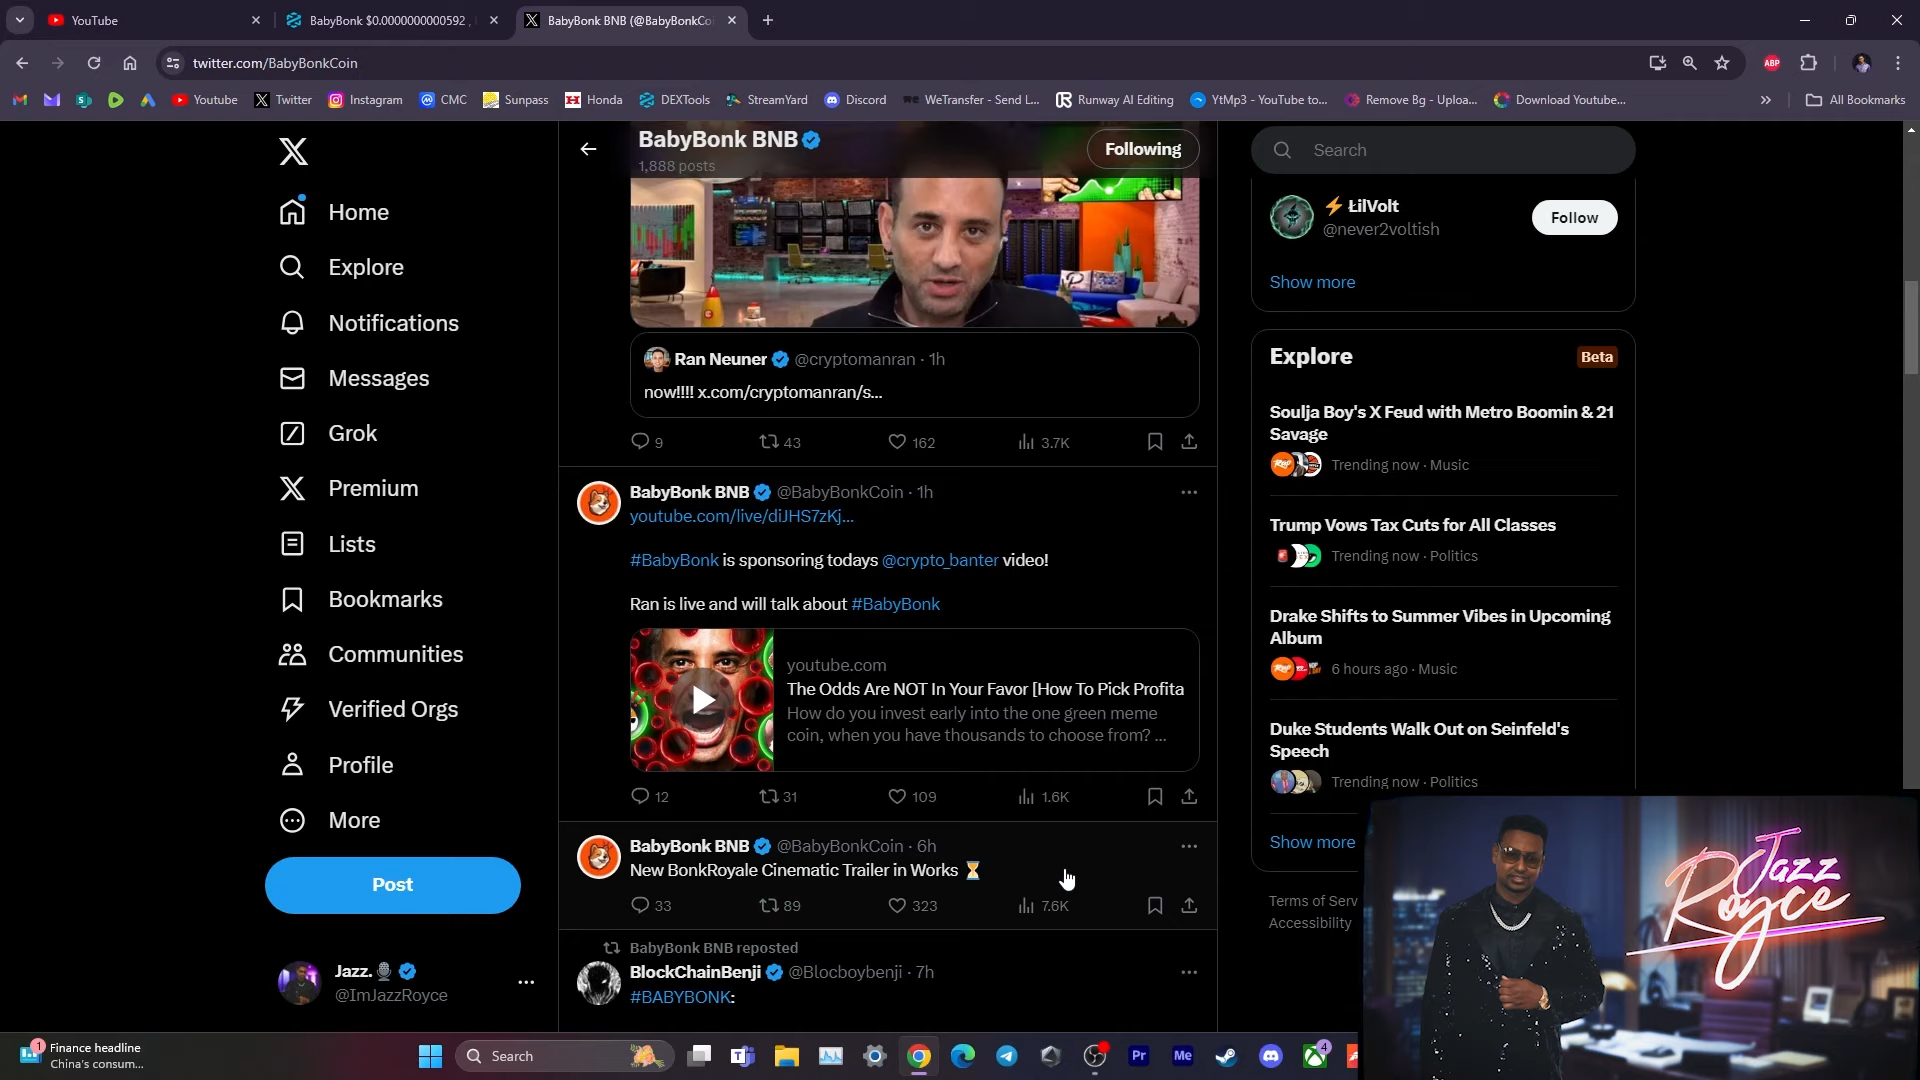 YouTube
BabyBonk $0.0000000000592 ,
BabyBonk BNB (@BabyBonkCoi
twitter.com/BabyBonkCoin
ABP
Youtube
Twitter
Instagram
CMC
Sunpass
Honda
DEXTools
StreamYard
Discord
WeTransfer - Send L...
Runway AI Editing
YtMp3 - YouTube to...
Remove Bg - Uploa...
Download Youtube...
All Bookmarks
Home
Explore
Notifications
Messages
Grok
Premium
Lists
Bookmarks
Communities
Verified Orgs
Profile
More
Post
Jazz.🎙
@ImJazzRoyce
BabyBonk BNB
1,888 posts
Following
Ran Neuner @cryptomanran · 1h
now!!!! x.com/cryptomanran/s...
9 43 162 3.7K
BabyBonk BNB @BabyBonkCoin · 1h
youtube.com/live/diJHS7zKj...
#BabyBonk is sponsoring todays @crypto_banter video!
Ran is live and will talk about #BabyBonk
youtube.com
The Odds Are NOT In Your Favor [How To Pick Profita
How do you invest early into the one green meme
coin, when you have thousands to choose from? ...
12 31 109 1.6K
BabyBonk BNB @BabyBonkCoin · 6h
New BonkRoyale Cinematic Trailer in Works ⏳
33 89 323 7.6K
BabyBonk BNB reposted
BlockChainBenji @Blocboybenji · 7h
#BABYBONK:
Search
⚡ ŁilVolt
@never2voltish
Follow
Show more
Explore
Beta
Soulja Boy's X Feud with Metro Boomin & 21
Savage
Trending now · Music
Trump Vows Tax Cuts for All Classes
Trending now · Politics
Drake Shifts to Summer Vibes in Upcoming
Album
6 hours ago · Music
Duke Students Walk Out on Seinfeld's
Speech
Trending now · Politics
Show more
Terms of Serv
Accessibility
Jazz
Royce
1
Finance headline
China's consum...
Search
Pr
Me
4